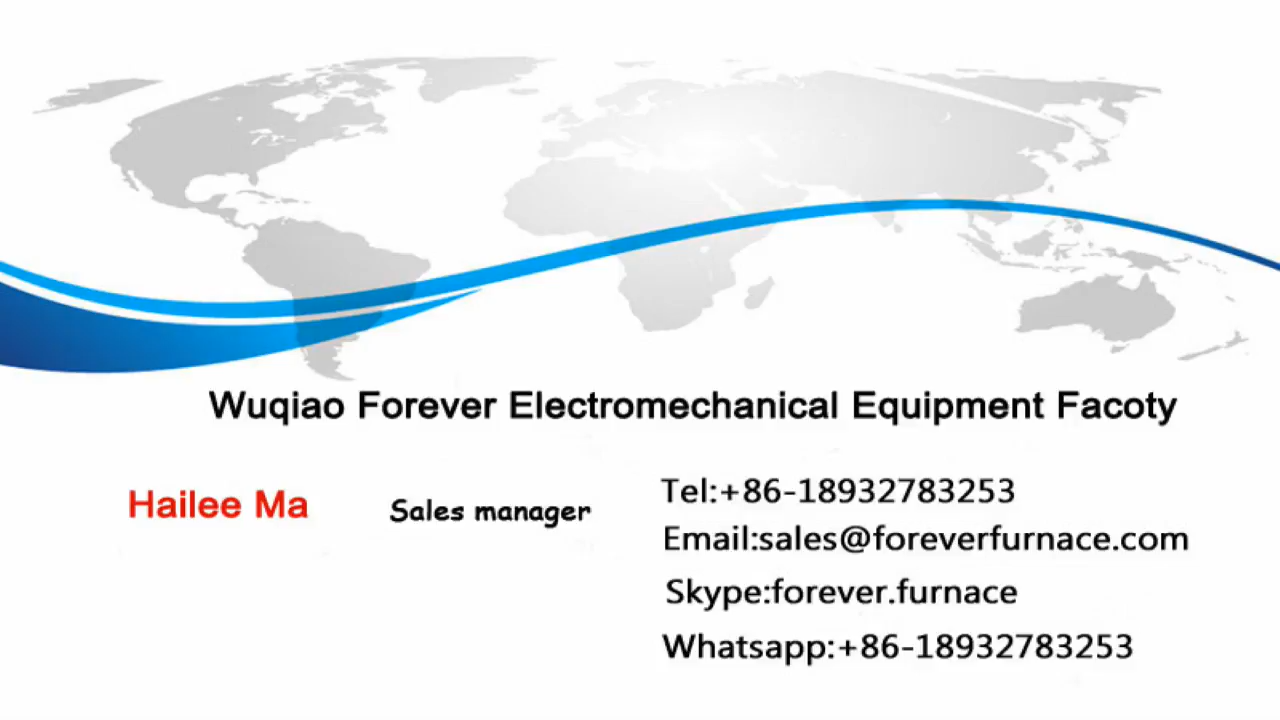 Wuqiao Forever Electromechanical Equipment Facoty
Hailee Ma
Sales manager
Tel:+86-18932783253
Email:sales@foreverfurnace.com
Skype:forever.furnace
Whatsapp:+86-18932783253